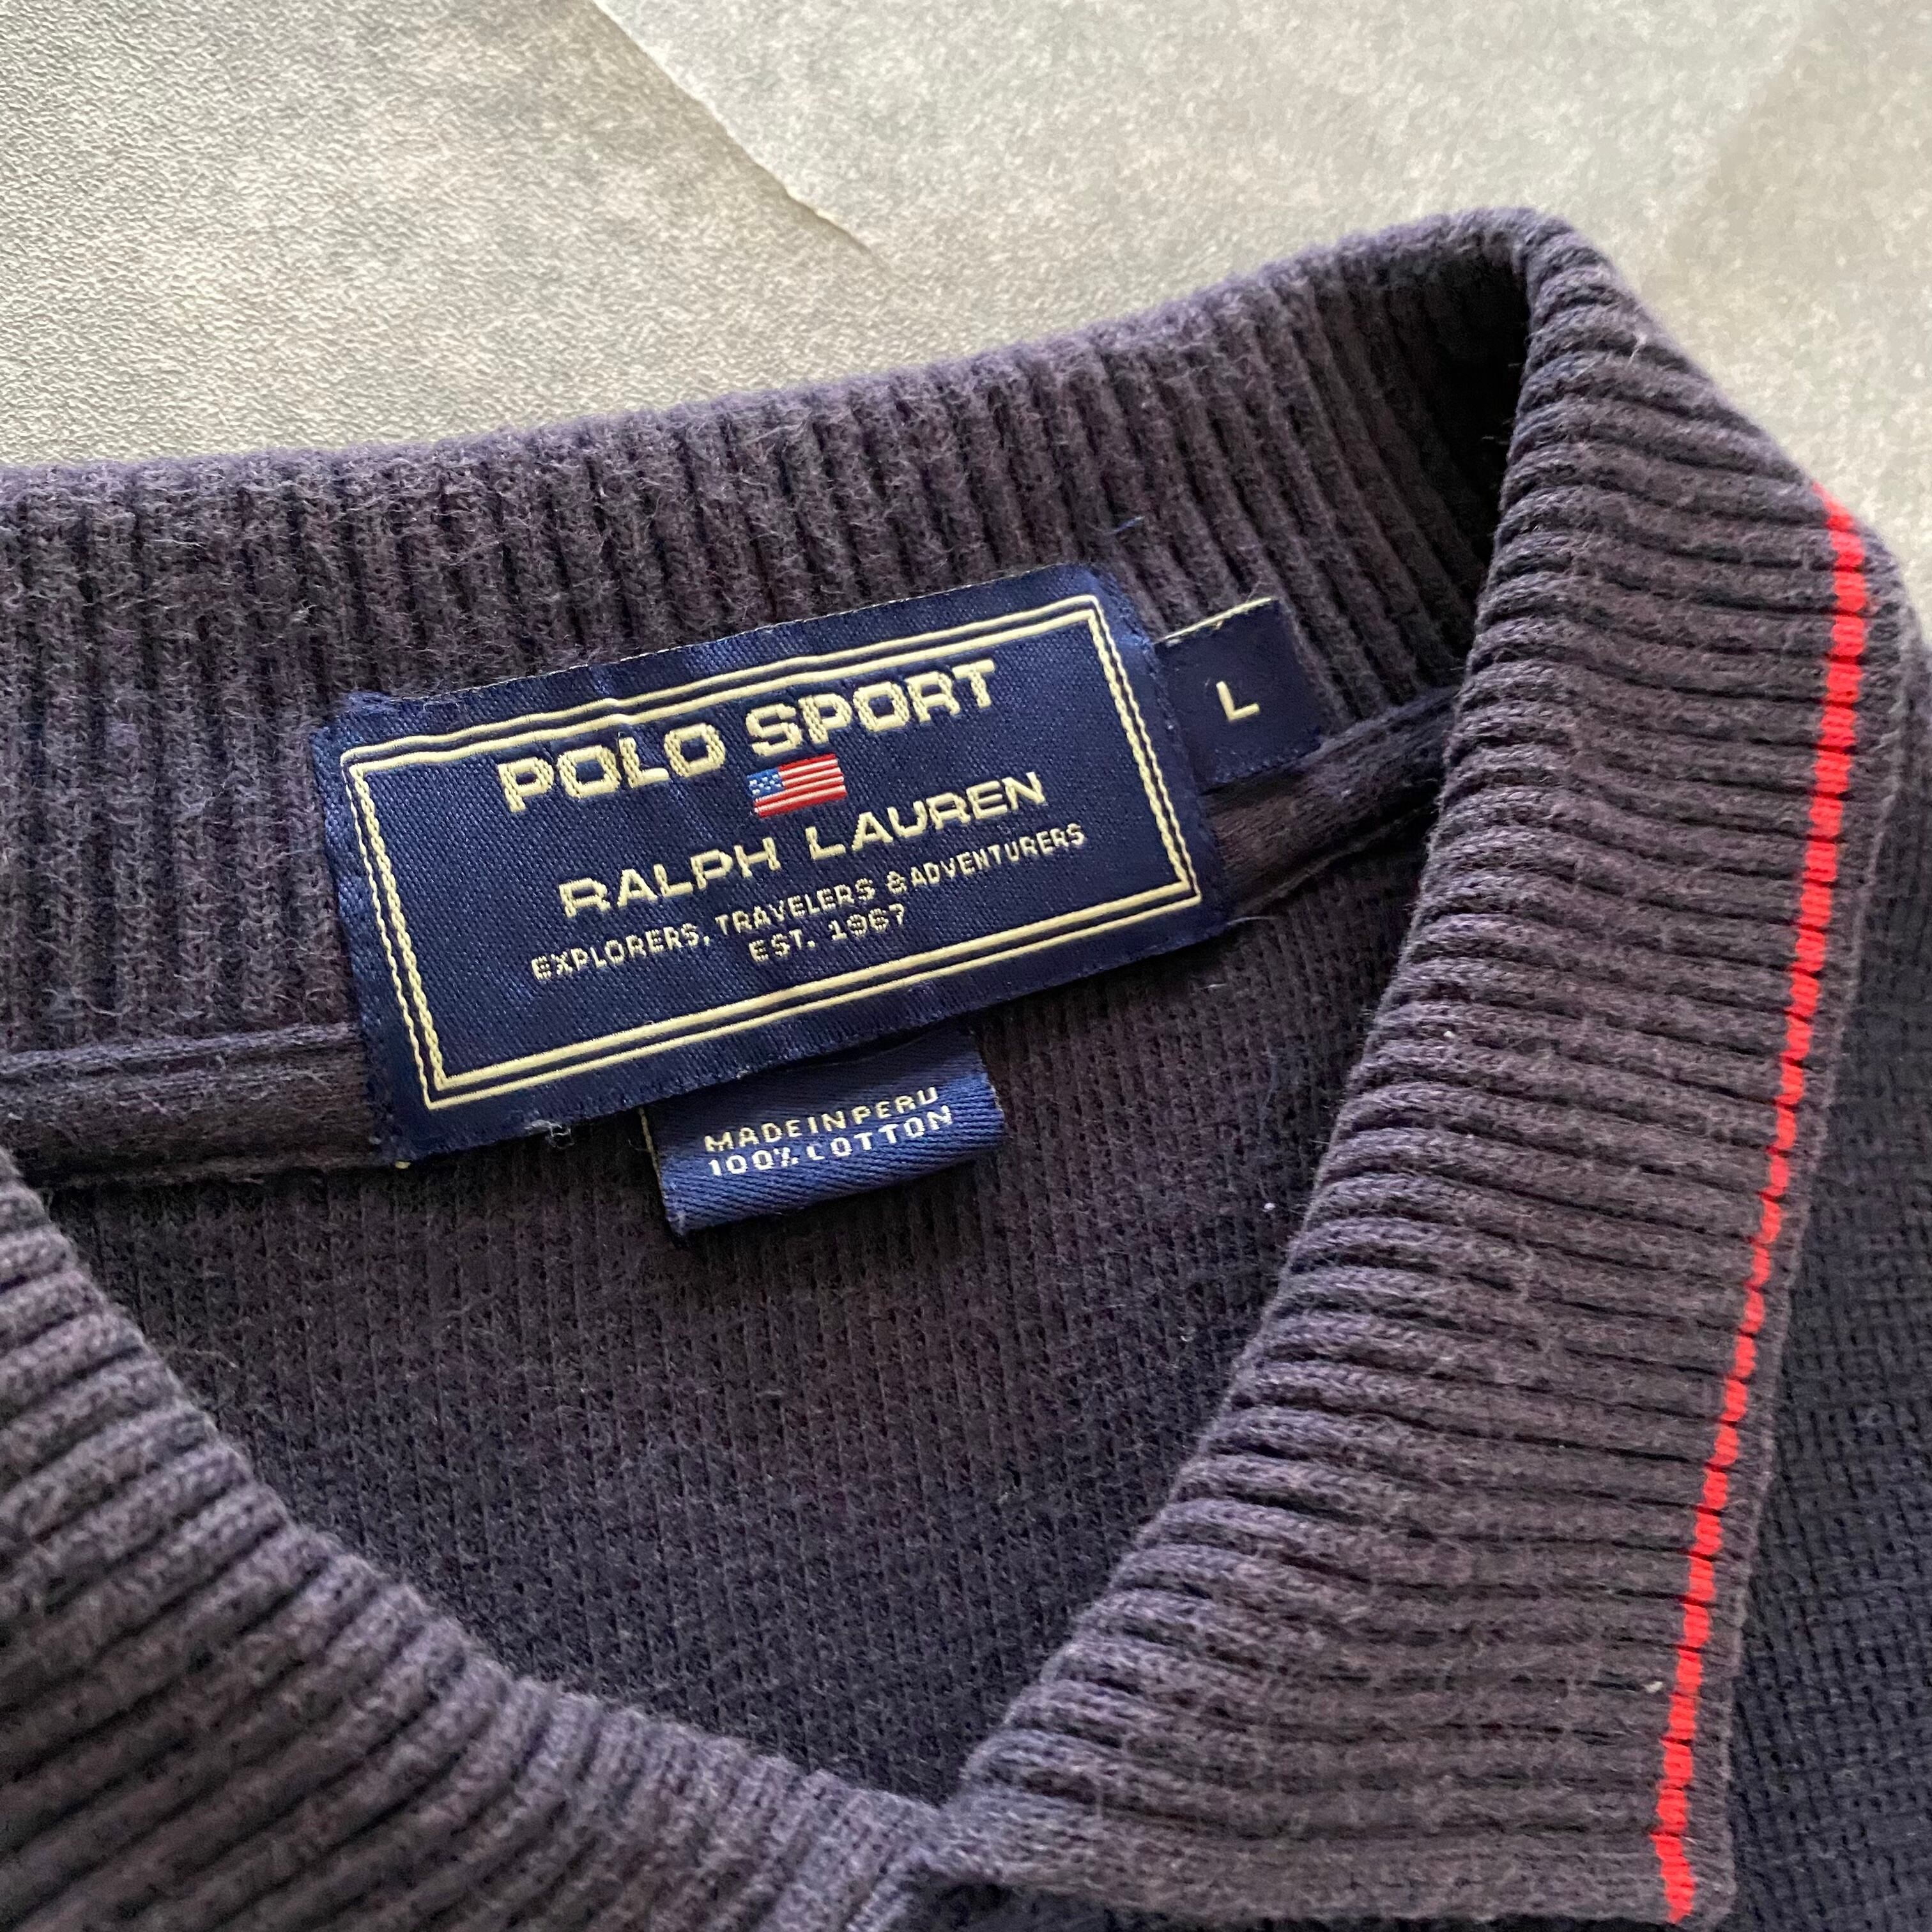 POLO SPORT
RALPH LAUREN
EXPLORERS, TRAVELERS & ADVENTURERS
EST. 1967
L
MADE IN PERU
100% COTTON